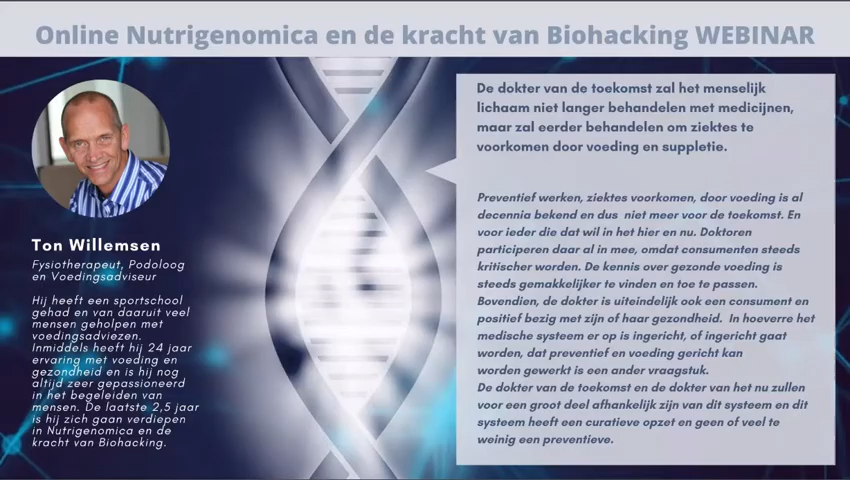 Online Nutrigenomica en de kracht van Biohacking WEBINAR
Ton Willemsen
Fysiotherapeut, Podoloog
en Voedingsadviseur
Hij heeft een sportschool
gehad en van daaruit veel
mensen geholpen met
voedingsadviezen.
Inmiddels heeft hij 24 jaar
ervaring met voeding en
gezondheid en is hij nog
altijd zeer gepassioneerd
in het begeleiden van
mensen. De laatste 2,5 jaar
is hij zich gaan verdiepen
in Nutrigenomica en de
kracht van Biohacking.
De dokter van de toekomst zal het menselijk
lichaam niet langer behandelen met medicijnen,
maar zal eerder behandelen om ziektes te
voorkomen door voeding en suppletie.
Preventief werken, ziektes voorkomen, door voeding is al
decennia bekend en dus niet meer voor de toekomst. En
voor ieder die dat wil in het hier en nu. Doktoren
participeren daar al in mee, omdat consumenten steeds
kritischer worden. De kennis over gezonde voeding is
steeds gemakkelijker te vinden en toe te passen.
Bovendien, de dokter is uiteindelijk ook een consument en
positief bezig met zijn of haar gezondheid. In hoeverre het
medische systeem er op is ingericht, of ingericht gaat
worden, dat preventief en voeding gericht kan
worden gewerkt is een ander vraagstuk.
De dokter van de toekomst en de dokter van het nu zullen
voor een groot deel afhankelijk zijn van dit systeem en dit
systeem heeft een curatieve opzet en geen of veel te
weinig een preventieve.